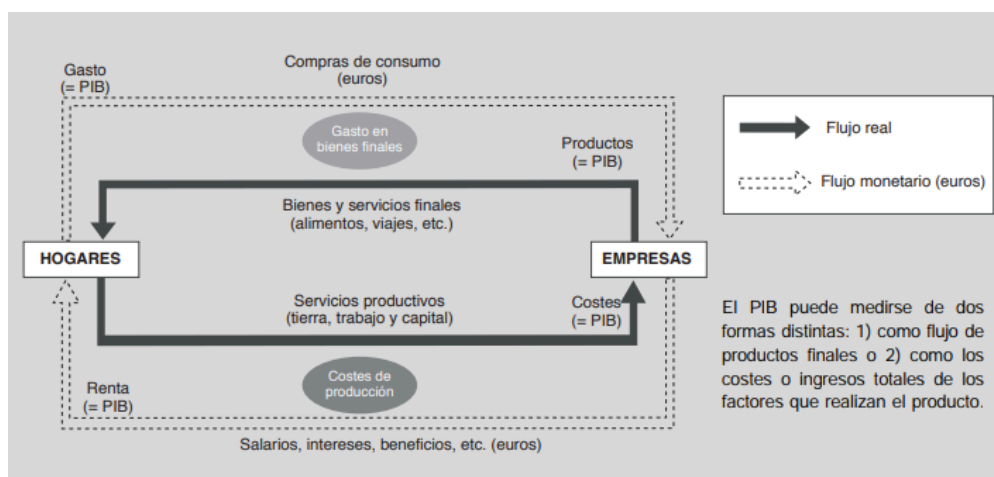 Gasto
(= PIB)
Compras de consumo
(euros)
Gasto en
bienes finales
Productos
(= PIB)
Bienes y servicios finales
(alimentos, viajes, etc.)
HOGARES
EMPRESAS
Servicios productivos
(tierra, trabajo y capital)
Costes
(= PIB)
Costes de
producción
Renta
(= PIB)
Salarios, intereses, beneficios, etc. (euros)
Flujo real
Flujo monetario (euros)
El PIB puede medirse de dos
formas distintas: 1) como flujo de
productos finales o 2) como los
costes o ingresos totales de los
factores que realizan el producto.